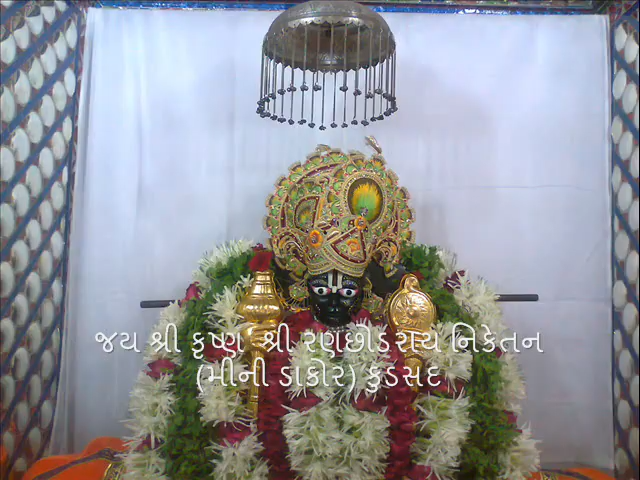 જય શ્રી કૃષ્ણ શ્રી રણછોડરાય નિકેતન
(મીની ડાકોર) કુડસદ